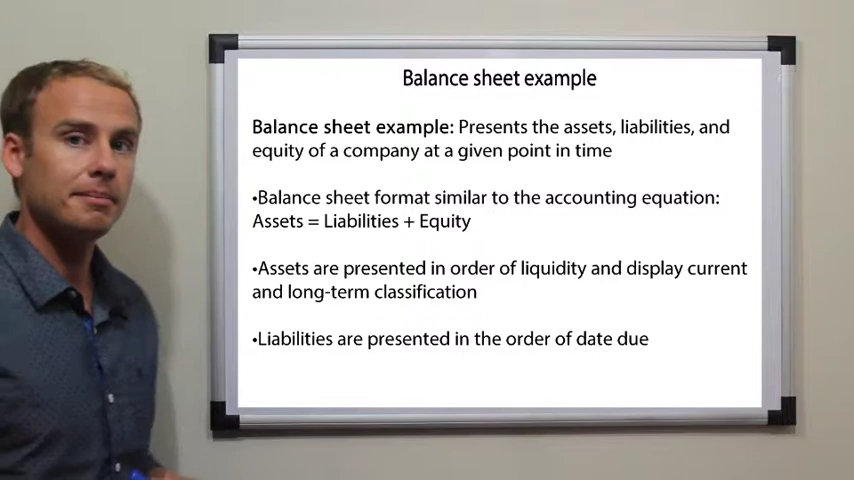 Balance sheet example
Balance sheet example: Presents the assets, liabilities, and
equity of a company at a given point in time
•Balance sheet format similar to the accounting equation:
Assets = Liabilities + Equity
•Assets are presented in order of liquidity and display current
and long-term classification
•Liabilities are presented in the order of date due